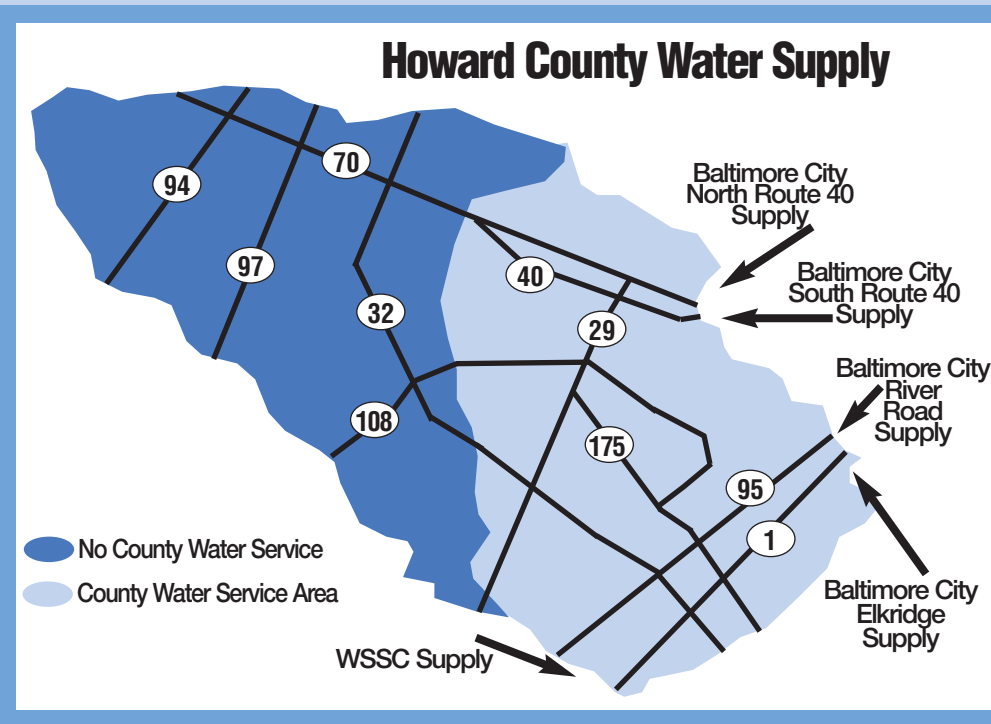 Howard County Water Supply
70
94
97
32
108
40
29
175
95
1
Baltimore City
North Route 40
Supply
Baltimore City
South Route 40
Supply
Baltimore City
River
Road
Supply
Baltimore City
Elkridge
Supply
WSSC Supply
No County Water Service
County Water Service Area